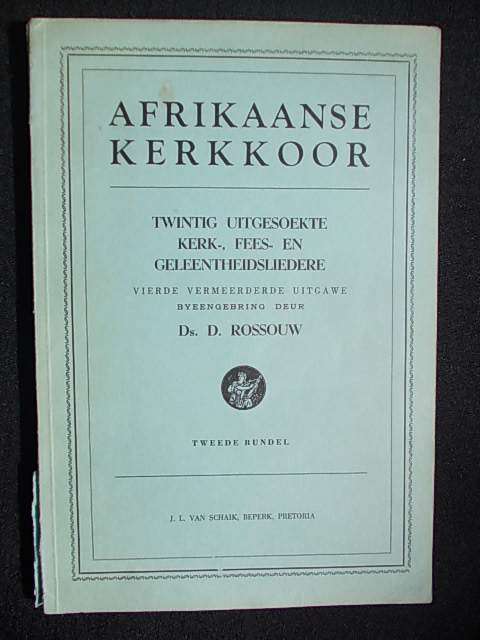 AFRIKAANSE
KERKKOOR
TWINTIG UITGESOEKTE
KERK-, FEES- EN
GELEENTHEIDSLIEDERE
VIERDE VERMEERDERDE UITGAWE
BYEENGEBRING DEUR
Ds. D. ROSSOUW
TWEEDE BUNDEL
J. L. VAN SCHAIK, BEPERK, PRETORIA